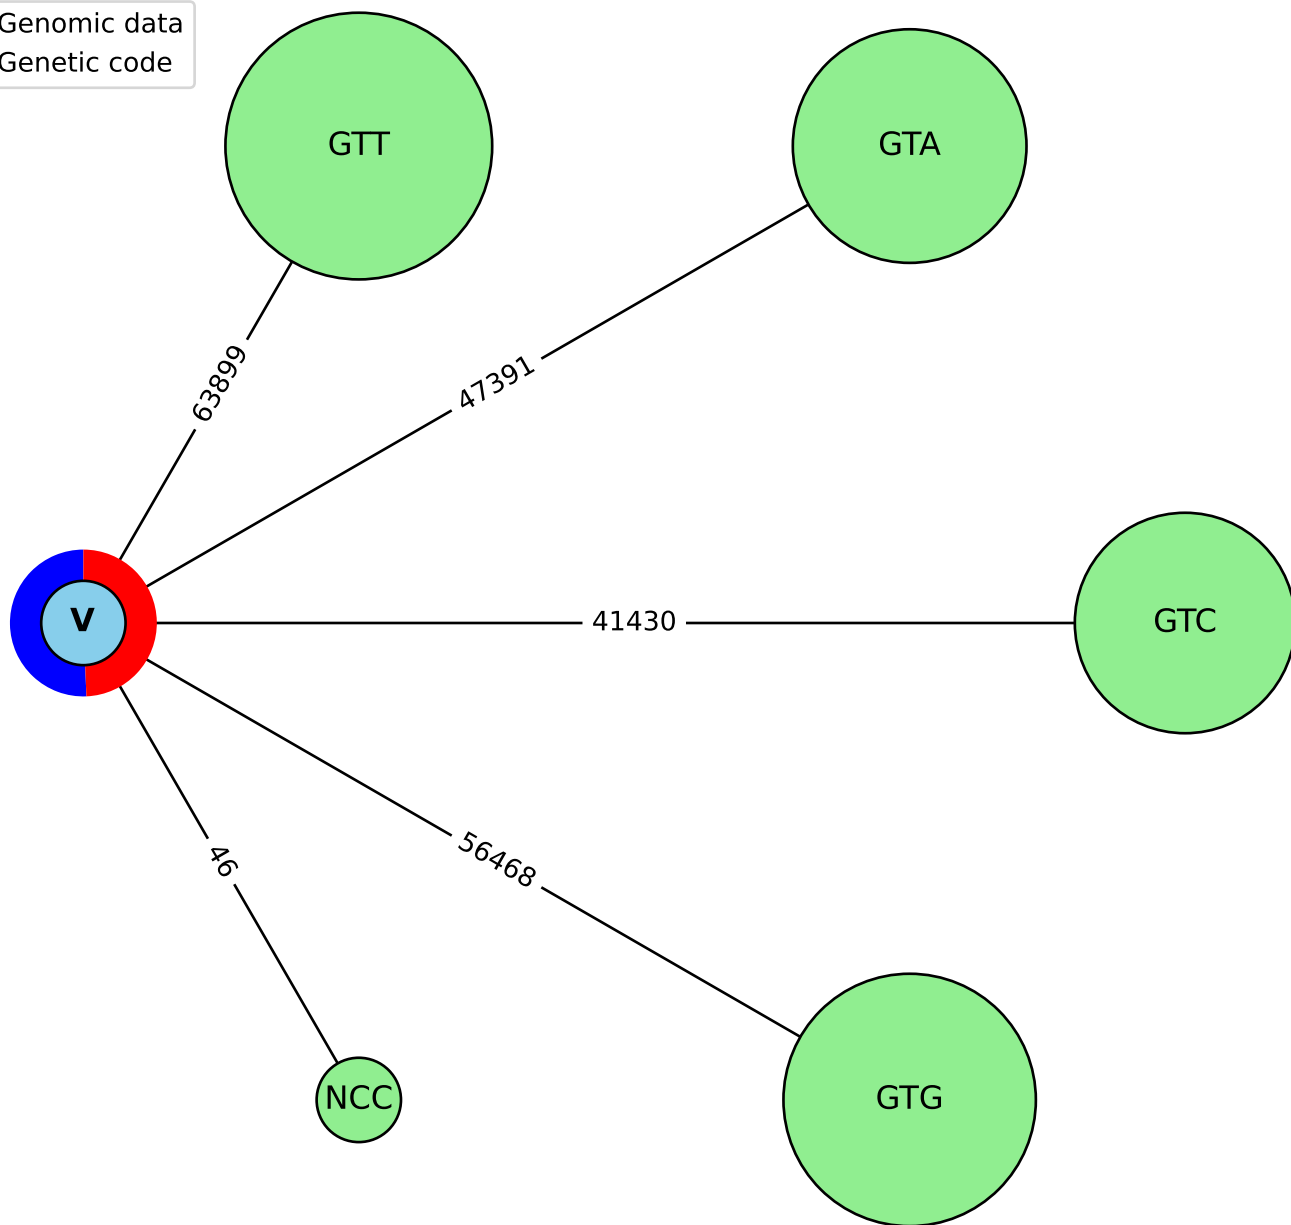 Genomic data
Genetic code
GTT
GTA
63899
47391
V
41430
GTC
46
56468
NCC
GTG